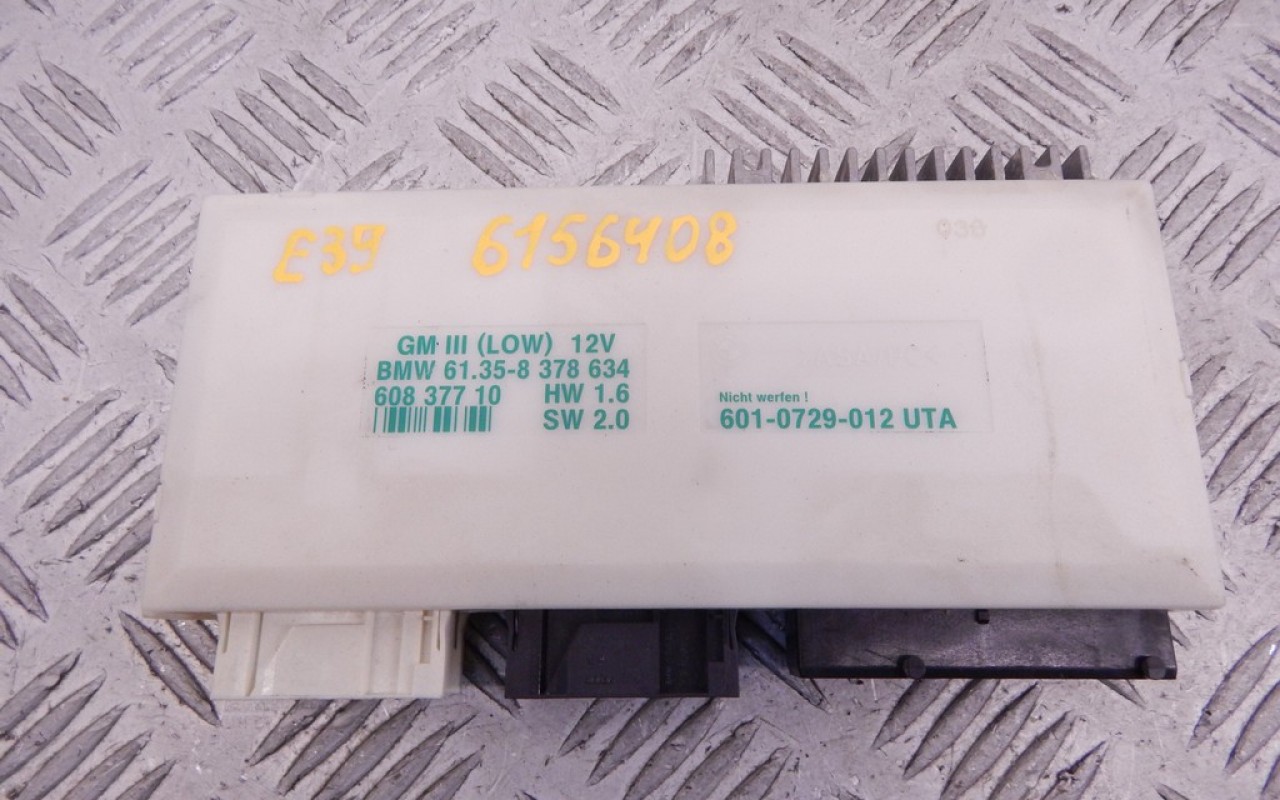 E39 6156408
GM III (LOW) 12V
BMW 61.35-8 378 634
608 377 10 HW 1.6
SW 2.0
Nicht werfen !
601-0729-012 UTA